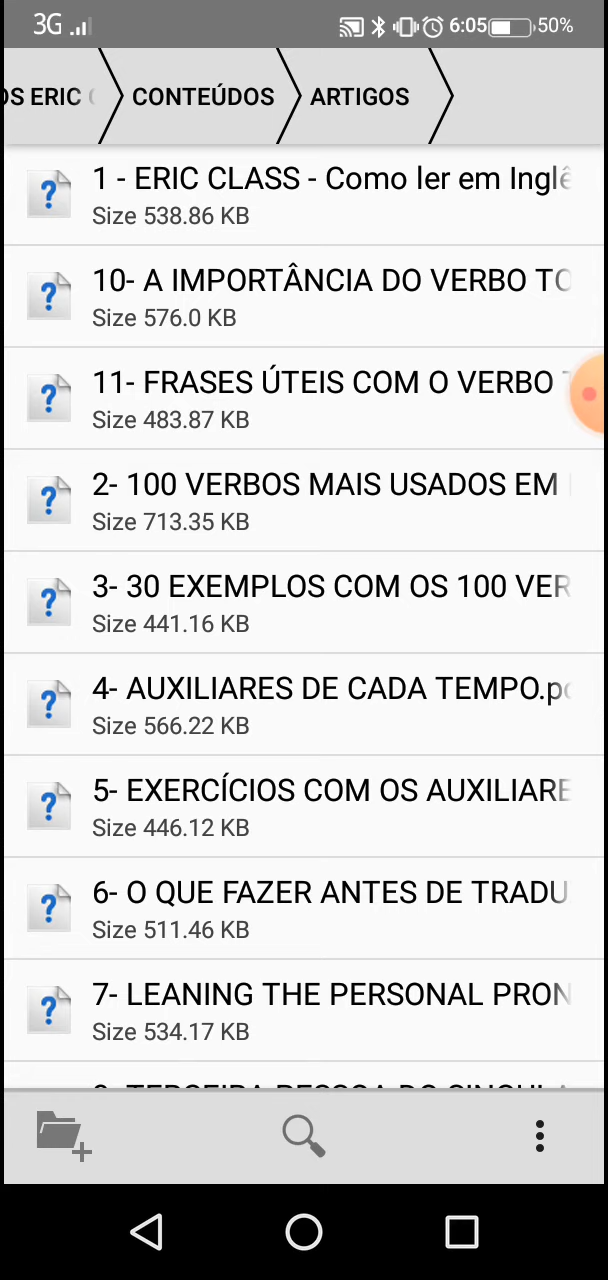 3G 6:05 50%
CONTEÚDOS ARTIGOS
1 - ERIC CLASS - Como ler em
Size 538.86 KB
10- A IMPORTÂNCIA DO VERBO TO
Size 576.0 KB
11- FRASES ÚTEIS COM O VERBO
Size 483.87 KB
2- 100 VERBOS MAIS USADOS EM
Size 713.35 KB
3- 30 EXEMPLOS COM OS 100 VER
Size 441.16 KB
4- AUXILIARES DE CADA TEMPO.p
Size 566.22 KB
5- EXERCÍCIOS COM OS AUXILIARE
Size 446.12 KB
6- O QUE FAZER ANTES DE TRADU
Size 511.46 KB
7- LEANING THE PERSONAL PRON
Size 534.17 KB